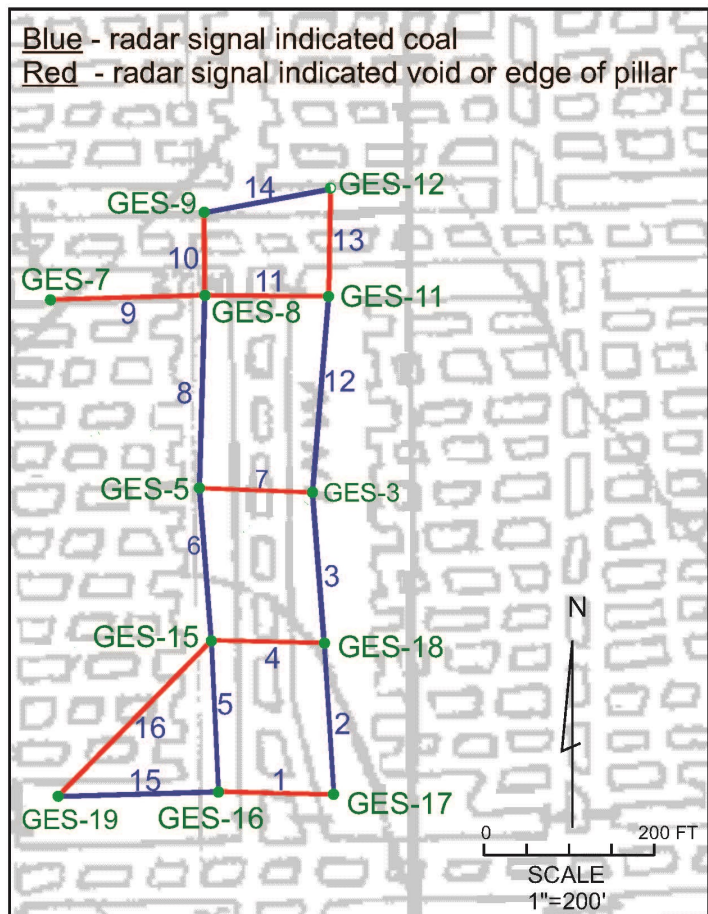 Blue - radar signal indicated coal
Red - radar signal indicated void or edge of pillar
14
GES-12
GES-9
10
13
GES-7
11
9
GES-8
GES-11
8
12
GES-5
7
GES-3
6
3
N
GES-15
4
GES-18
5
16
2
15
1
GES-19
GES-16
GES-17
0
200 FT
SCALE
1"=200'